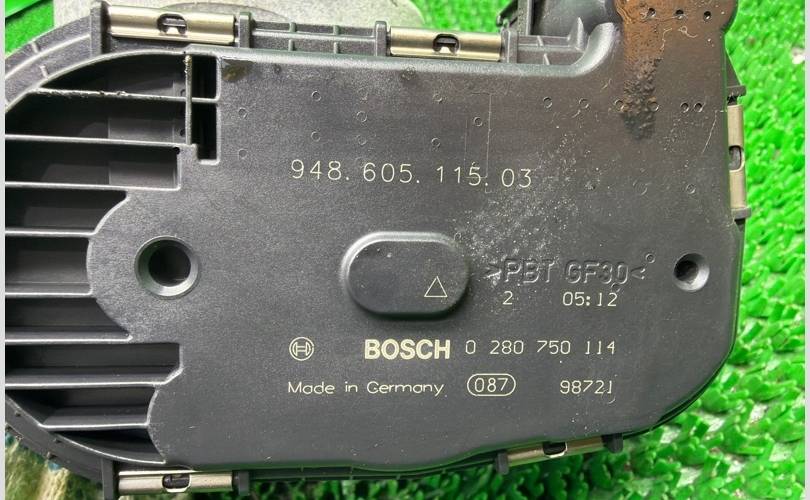 948.605.115.03
>PBT GF30<
2 05:12
BOSCH 0 280 750 114
Made in Germany 087 98721